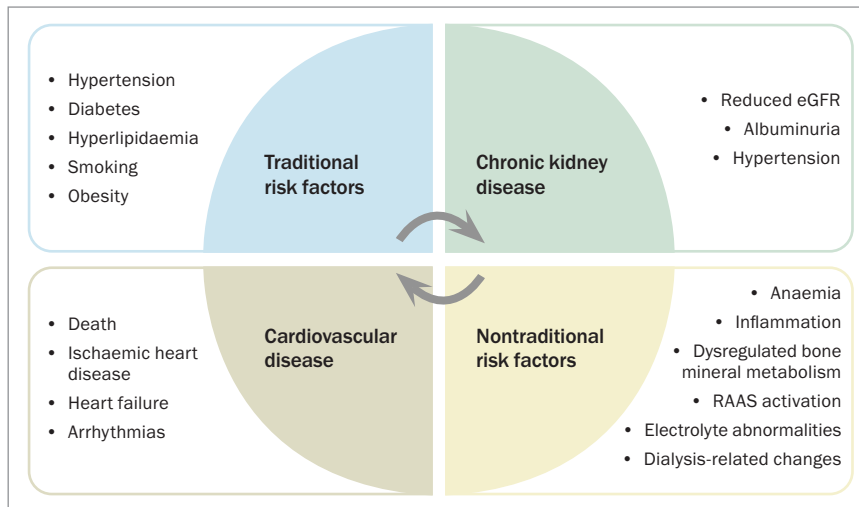 • Hypertension
• Diabetes
• Hyperlipidaemia
• Smoking
• Obesity
Traditional
risk factors
Chronic kidney
disease
• Reduced eGFR
• Albuminuria
• Hypertension
• Death
• Ischaemic heart
disease
• Heart failure
• Arrhythmias
Cardiovascular
disease
Nontraditional
risk factors
• Anaemia
• Inflammation
• Dysregulated bone
mineral metabolism
• RAAS activation
• Electrolyte abnormalities
• Dialysis-related changes